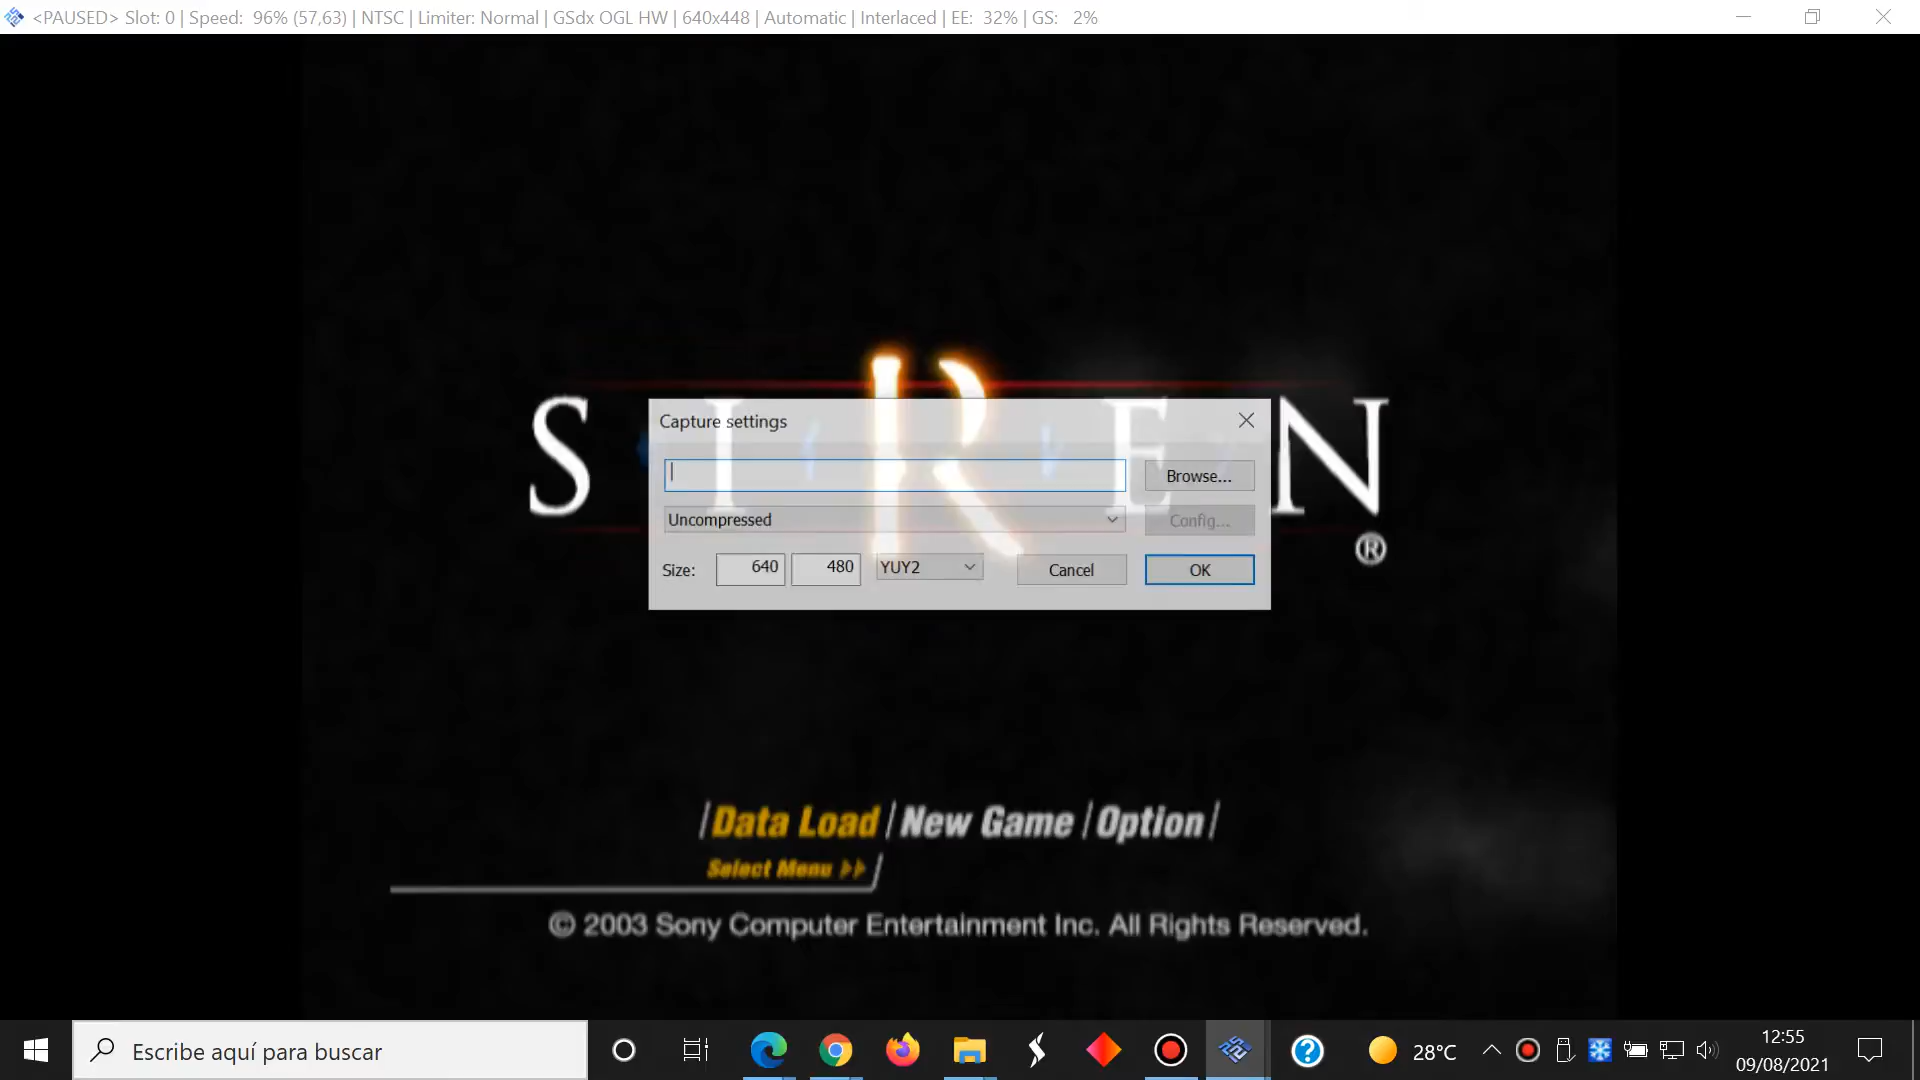 <PAUSED> Slot: 0 | Speed:  96% (57,63) | NTSC | Limiter: Normal | GSdx OGL HW | 640x448 | Automatic | Interlaced | EE:  32% | GS:   2%
SIREN
®
Capture settings
Browse...
Uncompressed
Config...
Size:
640
480
YUY2
Cancel
OK
/Data Load/New Game/Option/
Select Menu
© 2003 Sony Computer Entertainment Inc. All Rights Reserved.
Escribe aquí para buscar
28°C
12:55
09/08/2021